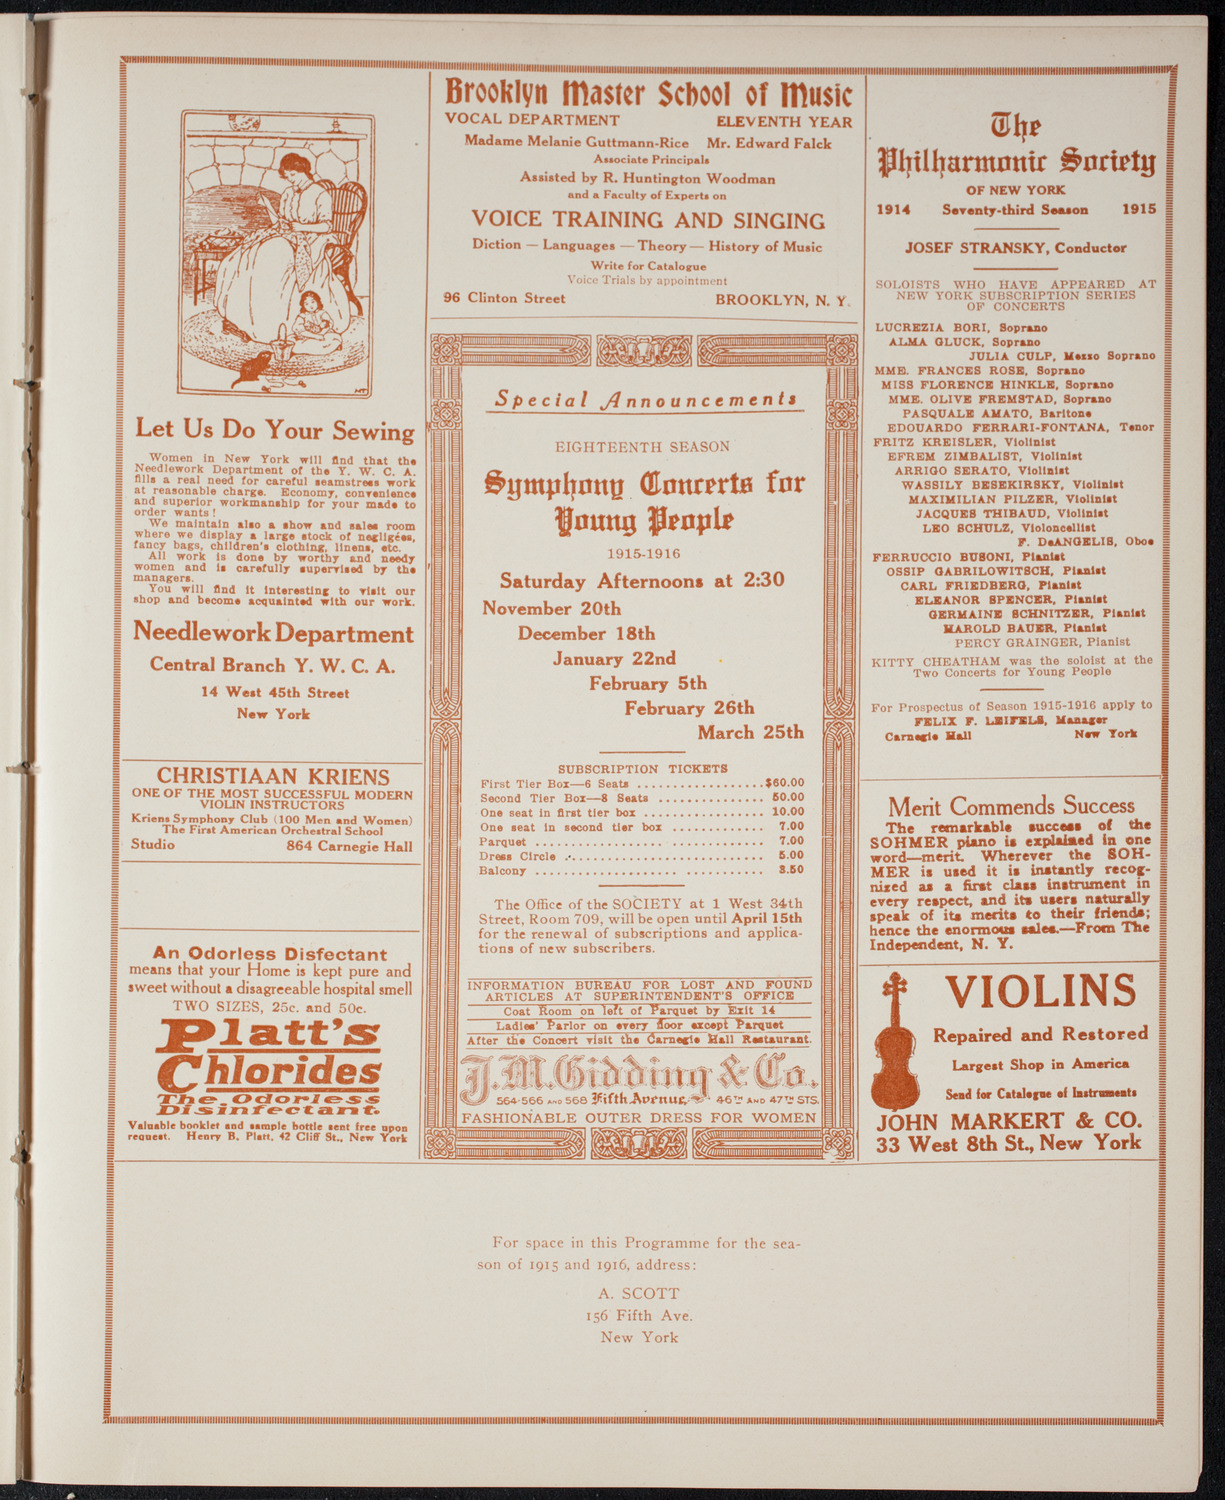 Let Us Do Your Sewing
Women in New York will find that the
Needlework Department of the Y. W. C. A.
fills a real need for careful seamstress work
at reasonable charge. Economy, convenience
and superior workmanship for your made to
order wants!
We maintain also a show and sales room
where we display a large stock of negligées,
fancy bags, children's clothing, linens, etc.
All work is done by worthy and needy
women and is carefully supervised by the
managers.
You will find it interesting to visit our
shop and become acquainted with our work.
Needlework Department
Central Branch Y. W. C. A.
14 West 45th Street
New York
CHRISTIAAN KRIENS
ONE OF THE MOST SUCCESSFUL MODERN
VIOLIN INSTRUCTORS
Kriens Symphony Club (100 Men and Women)
The First American Orchestral School
Studio 864 Carnegie Hall
An Odorless Disfectant
means that your Home is kept pure and
sweet without a disagreeable hospital smell
TWO SIZES, 25c. and 50c.
Platt's
Chlorides
The Odorless
Disinfectant.
Valuable booklet and sample bottle sent free upon
request. Henry B. Platt, 42 Cliff St., New York
Brooklyn Master School of Music
VOCAL DEPARTMENT ELEVENTH YEAR
Madame Melanie Guttmann-Rice Mr. Edward Falck
Associate Principals
Assisted by R. Huntington Woodman
and a Faculty of Experts on
VOICE TRAINING AND SINGING
Diction — Languages — Theory — History of Music
Write for Catalogue
Voice Trials by appointment
96 Clinton Street BROOKLYN, N. Y.
Special Announcements
EIGHTEENTH SEASON
Symphony Concerts for
Young People
1915-1916
Saturday Afternoons at 2:30
November 20th
December 18th
January 22nd
February 5th
February 26th
March 25th
SUBSCRIPTION TICKETS
First Tier Box—6 Seats ..................$60.00
Second Tier Box—8 Seats ............... 50.00
One seat in first tier box ................. 10.00
One seat in second tier box ............. 7.00
Parquet ................................. 7.00
Dress Circle ............................ 5.00
Balcony ................................ 3.50
The Office of the SOCIETY at 1 West 34th
Street, Room 709, will be open until April 15th
for the renewal of subscriptions and applica-
tions of new subscribers.
INFORMATION BUREAU FOR LOST AND FOUND
ARTICLES AT SUPERINTENDENT'S OFFICE
Coat Room on left of Parquet by Exit 14
Ladies' Parlor on every floor except Parquet
After the Concert visit the Carnegie Hall Restaurant.
J. M. Gidding & Co.
564-566 AND 568 Fifth Avenue, 46TH AND 47TH STS.
FASHIONABLE OUTER DRESS FOR WOMEN
The
Philharmonic Society
OF NEW YORK
1914 Seventy-third Season 1915
JOSEF STRANSKY, Conductor
SOLOISTS WHO HAVE APPEARED AT
NEW YORK SUBSCRIPTION SERIES
OF CONCERTS
LUCREZIA BORI, Soprano
ALMA GLUCK, Soprano
JULIA CULP, Mezzo Soprano
MME. FRANCES ROSE, Soprano
MISS FLORENCE HINKLE, Soprano
MME. OLIVE FREMSTAD, Soprano
PASQUALE AMATO, Baritone
EDOUARDO FERRARI-FONTANA, Tenor
FRITZ KREISLER, Violinist
EFREM ZIMBALIST, Violinist
ARRIGO SERATO, Violinist
WASSILY BESEKIRSKY, Violinist
MAXIMILIAN PILZER, Violinist
JACQUES THIBAUD, Violinist
LEO SCHULZ, Violoncellist
F. DeANGELIS, Oboe
FERRUCCIO BUSONI, Pianist
OSSIP GABRILOWITSCH, Pianist
CARL FRIEDBERG, Pianist
ELEANOR SPENCER, Pianist
GERMAINE SCHNITZER, Pianist
HAROLD BAUER, Pianist
PERCY GRAINGER, Pianist
KITTY CHEATHAM was the soloist at the
Two Concerts for Young People
For Prospectus of Season 1915-1916 apply to
FELIX F. LEIFELS, Manager
Carnegie Hall New York
Merit Commends Success
The remarkable success of the
SOHMER piano is explained in one
word—merit. Wherever the SOH-
MER is used it is instantly recog-
nized as a first class instrument in
every respect, and its users naturally
speak of its merits to their friends;
hence the enormous sales.—From The
Independent, N. Y.
VIOLINS
Repaired and Restored
Largest Shop in America
Send for Catalogue of Instruments
JOHN MARKERT & CO.
33 West 8th St., New York
For space in this Programme for the sea-
son of 1915 and 1916, address:
A. SCOTT
156 Fifth Ave.
New York